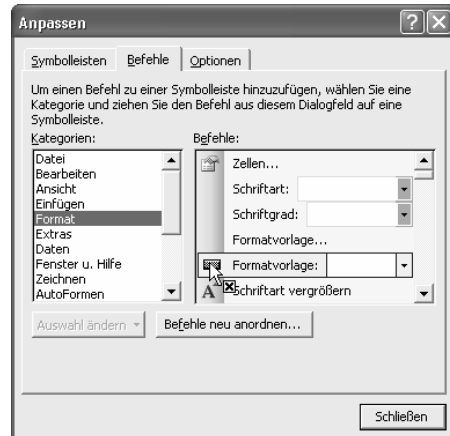 Anpassen
Symbolleisten Befehle Optionen
Um einen Befehl zu einer Symbolleiste hinzuzufügen, wählen Sie eine
Kategorie und ziehen Sie den Befehl aus diesem Dialogfeld auf eine
Symbolleiste.
Kategorien: Befehle:
Datei
Bearbeiten
Ansicht
Einfügen
Format
Extras
Daten
Fenster u. Hilfe
Zeichnen
AutoFormen
Zellen...
Schriftart:
Schriftgrad:
Formatvorlage...
Formatvorlage:
Schriftart vergrößern
Auswahl ändern Befehle neu anordnen...
Schließen